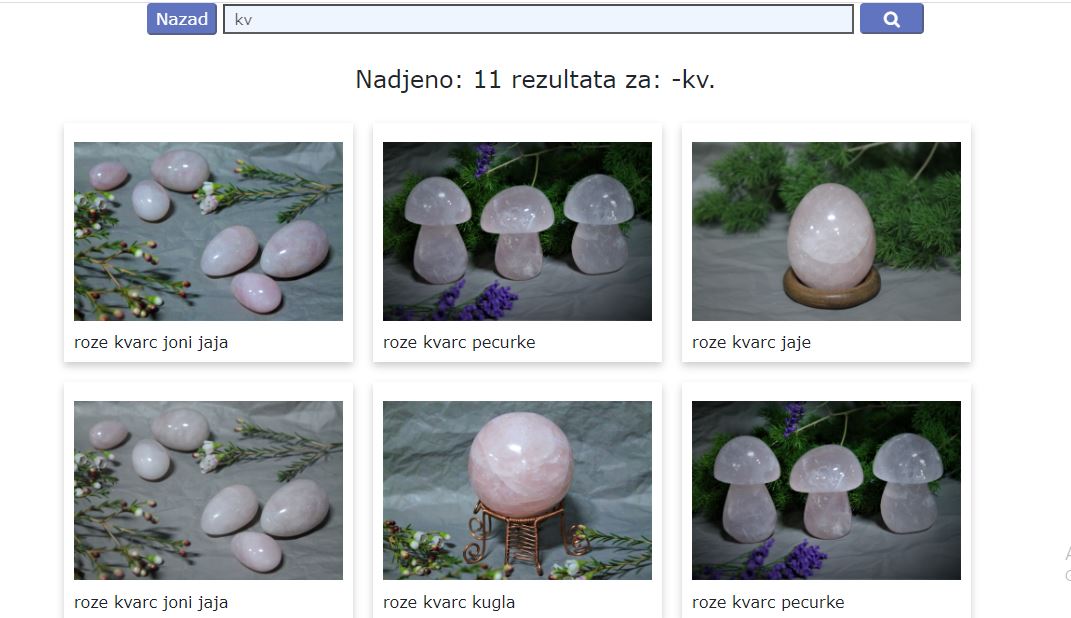 Nazad kv
Nadjeno: 11 rezultata za: -kv.
roze kvarc joni jaja
roze kvarc pecurke
roze kvarc jaje
roze kvarc joni jaja
roze kvarc kugla
roze kvarc pecurke